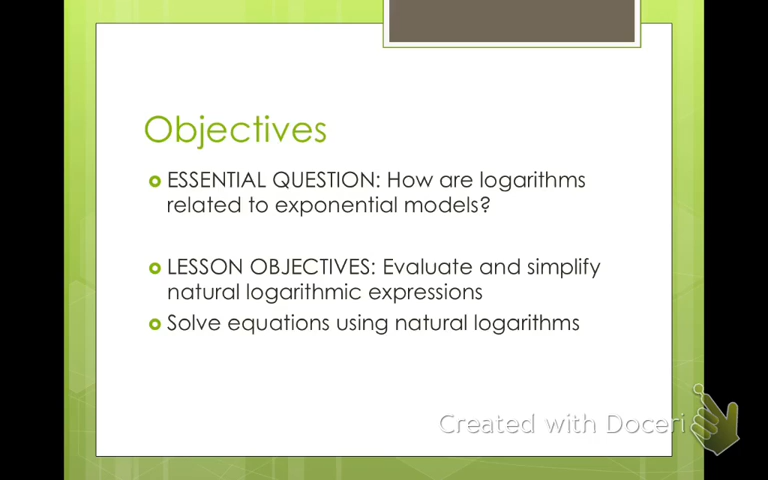 Objectives
ESSENTIAL QUESTION: How are logarithms
related to exponential models?
LESSON OBJECTIVES: Evaluate and simplify
natural logarithmic expressions
Solve equations using natural logarithms
Created with Doceri